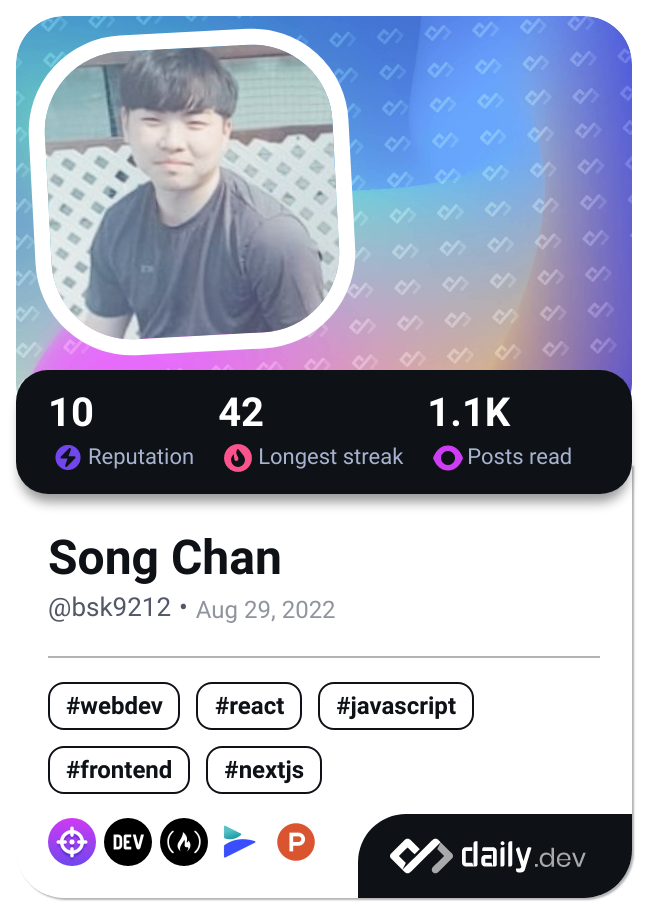 10 42 1.1K
Reputation Longest streak Posts read
Song Chan
@bsk9212 • Aug 29, 2022
#webdev #react #javascript
#frontend #nextjs
DEV P daily.dev